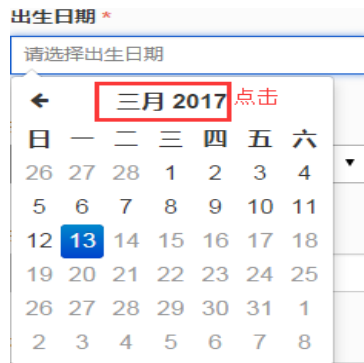 出生日期 *
请选择出生日期
三月 2017 点击
日 一 二 三 四 五 六
26 27 28 1 2 3 4
5 6 7 8 9 10 11
12 13 14 15 16 17 18
19 20 21 22 23 24 25
26 27 28 29 30 31 1
2 3 4 5 6 7 8